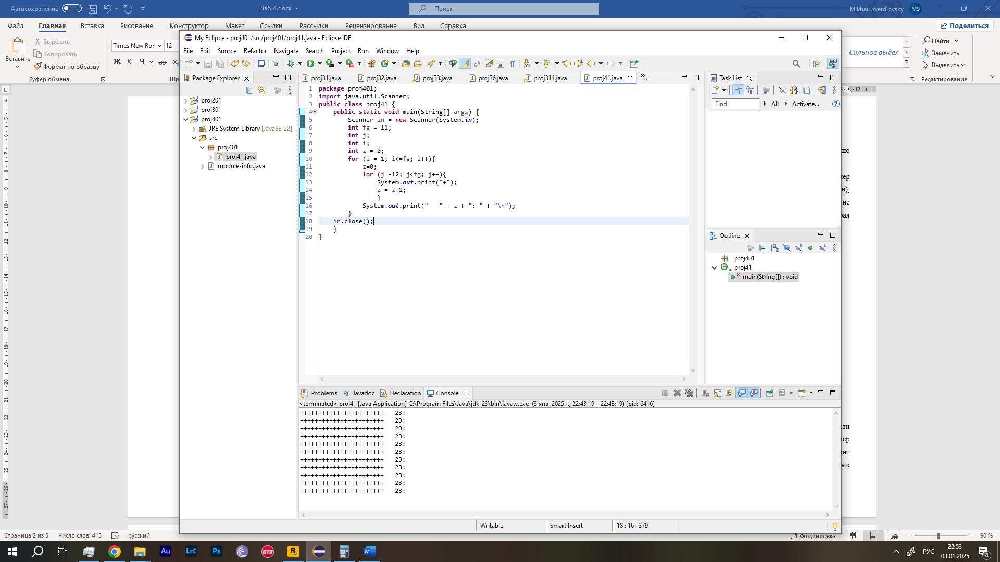 Автосохранение
Лаб_4.docx
Поиск
Mikhail Sverdlovsky
MS
Файл Главная Вставка Рисование Конструктор Макет Ссылки Рассылки Рецензирование Вид Справка
Поделиться
Вставить
Вырезать
Копировать
Формат по образцу
Буфер обмена
Times New Ron
12
Ж К Ч ab x
Шр
Сильное выдел
Найти
Заменить
Выделить
Редактирование
My Eclipce - proj401/src/proj401/proj41.java - Eclipse IDE
File Edit Source Refactor Navigate Search Project Run Window Help
Package Explorer
proj201
proj301
proj401
JRE System Library [JavaSE-22]
src
proj401
proj41.java
module-info.java
proj31.java proj32.java proj33.java proj36.java proj314.java proj41.java »9
1 package proj401;
2 import java.util.Scanner;
3 public class proj41 {
4 public static void main(String[] args) {
5 Scanner in = new Scanner(System.in);
6 int fg = 11;
7 int j;
8 int i;
9 int z = 0;
10 for (i = 1; i<=fg; i++){
11 z=0;
12 for (j=-12; j<fg; j++){
13 System.out.print("+");
14 z = z+1;
15 }
16 System.out.print("   " + z + ": " + "\n");
17 }
18 in.close();
19 }
20 }
Task List
Find
All
Activate...
Outline
proj401
proj41
main(String[]) : void
Problems Javadoc Declaration Console
<terminated> proj41 [Java Application] C:\Program Files\Java\jdk-23\bin\javaw.exe (3 янв. 2025 г., 22:43:19 – 22:43:19) [pid: 6416]
+++++++++++++++++++++++   23:
+++++++++++++++++++++++   23:
+++++++++++++++++++++++   23:
+++++++++++++++++++++++   23:
+++++++++++++++++++++++   23:
+++++++++++++++++++++++   23:
+++++++++++++++++++++++   23:
+++++++++++++++++++++++   23:
+++++++++++++++++++++++   23:
+++++++++++++++++++++++   23:
+++++++++++++++++++++++   23:
Writable
Smart Insert
18 : 16 : 379
Страница 2 из 5
Число слов: 413
русский
Фокусировка
90 %
Au Lrc Ps GT3 R
РУС
22:53
03.01.2025
4